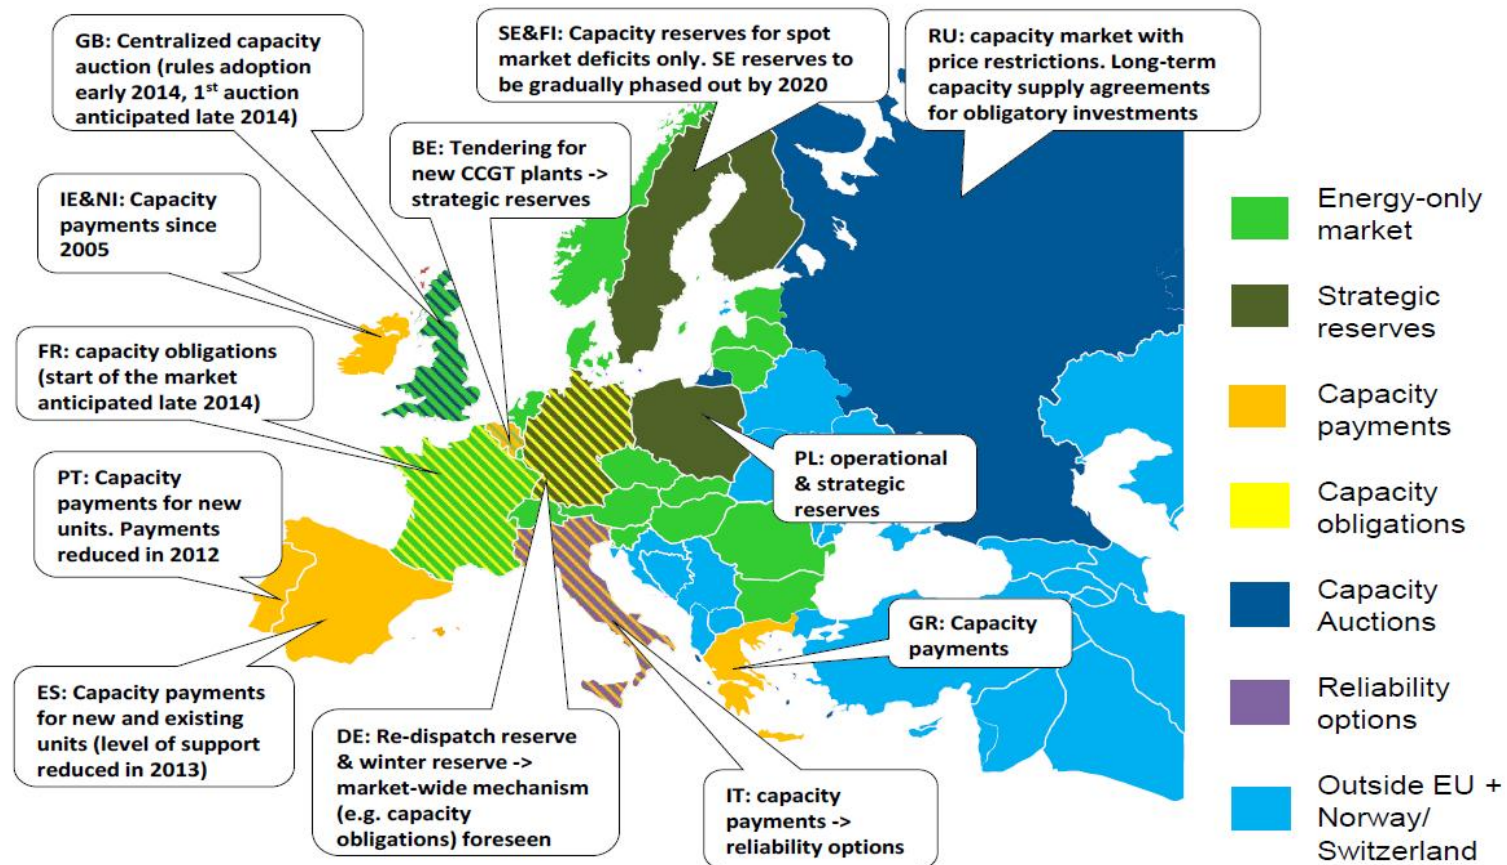 GB: Centralized capacity
auction (rules adoption
early 2014, 1st auction
anticipated late 2014)
SE&FI: Capacity reserves for spot
market deficits only. SE reserves to
be gradually phased out by 2020
RU: capacity market with
price restrictions. Long-term
capacity supply agreements
for obligatory investments
BE: Tendering for
new CCGT plants ->
strategic reserves
IE&NI: Capacity
payments since
2005
FR: capacity obligations
(start of the market
anticipated late 2014)
PT: Capacity
payments for new
units. Payments
reduced in 2012
PL: operational
& strategic
reserves
GR: Capacity
payments
ES: Capacity payments
for new and existing
units (level of support
reduced in 2013)
DE: Re-dispatch reserve
& winter reserve ->
market-wide mechanism
(e.g. capacity
obligations) foreseen
IT: capacity
payments ->
reliability options
Energy-only
market
Strategic
reserves
Capacity
payments
Capacity
obligations
Capacity
Auctions
Reliability
options
Outside EU +
Norway/
Switzerland